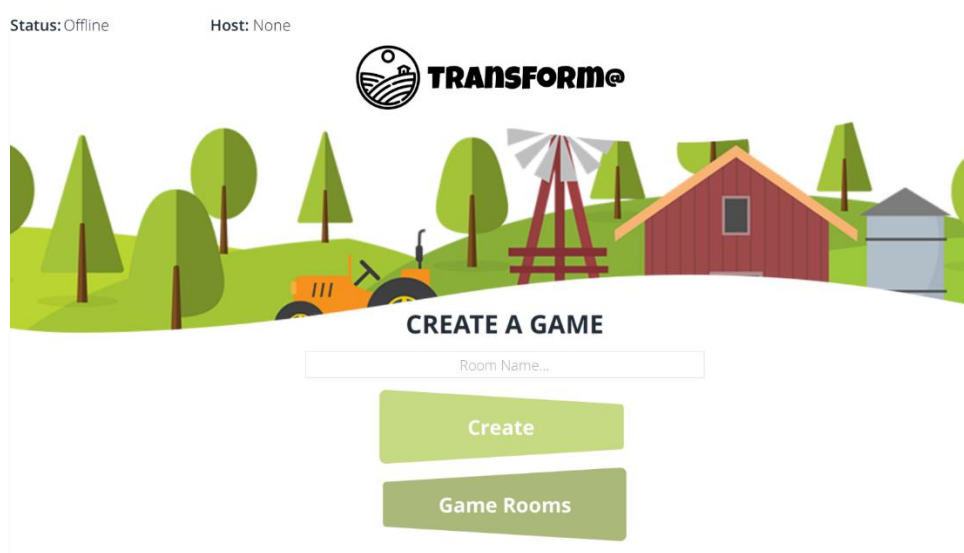 Status: Offline
Host: None
TRANSFORM@
CREATE A GAME
Room Name...
Create
Game Rooms